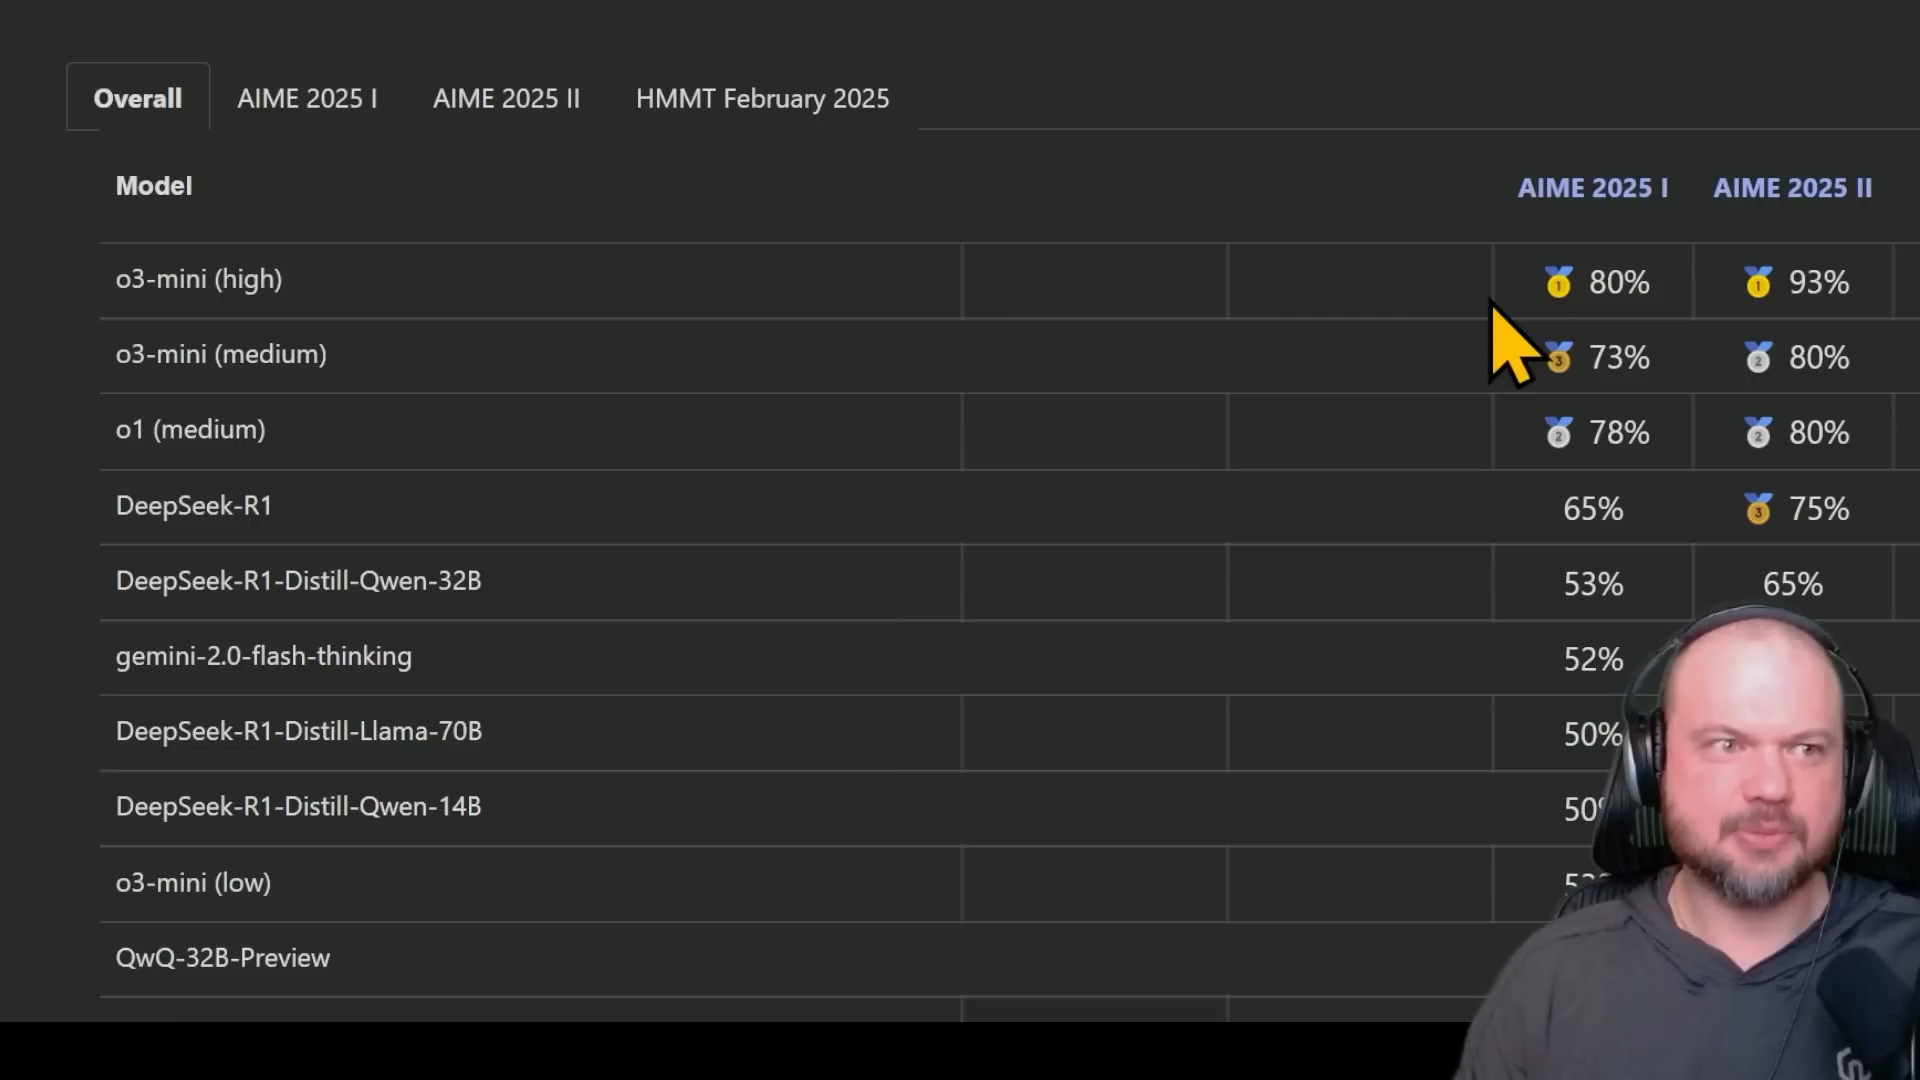 Overall AIME 2025 I AIME 2025 II HMMT February 2025
Model AIME 2025 I AIME 2025 II
o3-mini (high) 80% 93%
o3-mini (medium) 73% 80%
o1 (medium) 78% 80%
DeepSeek-R1 65% 75%
DeepSeek-R1-Distill-Qwen-32B 53% 65%
gemini-2.0-flash-thinking 52%
DeepSeek-R1-Distill-Llama-70B 50%
DeepSeek-R1-Distill-Qwen-14B 50%
o3-mini (low)
QwQ-32B-Preview